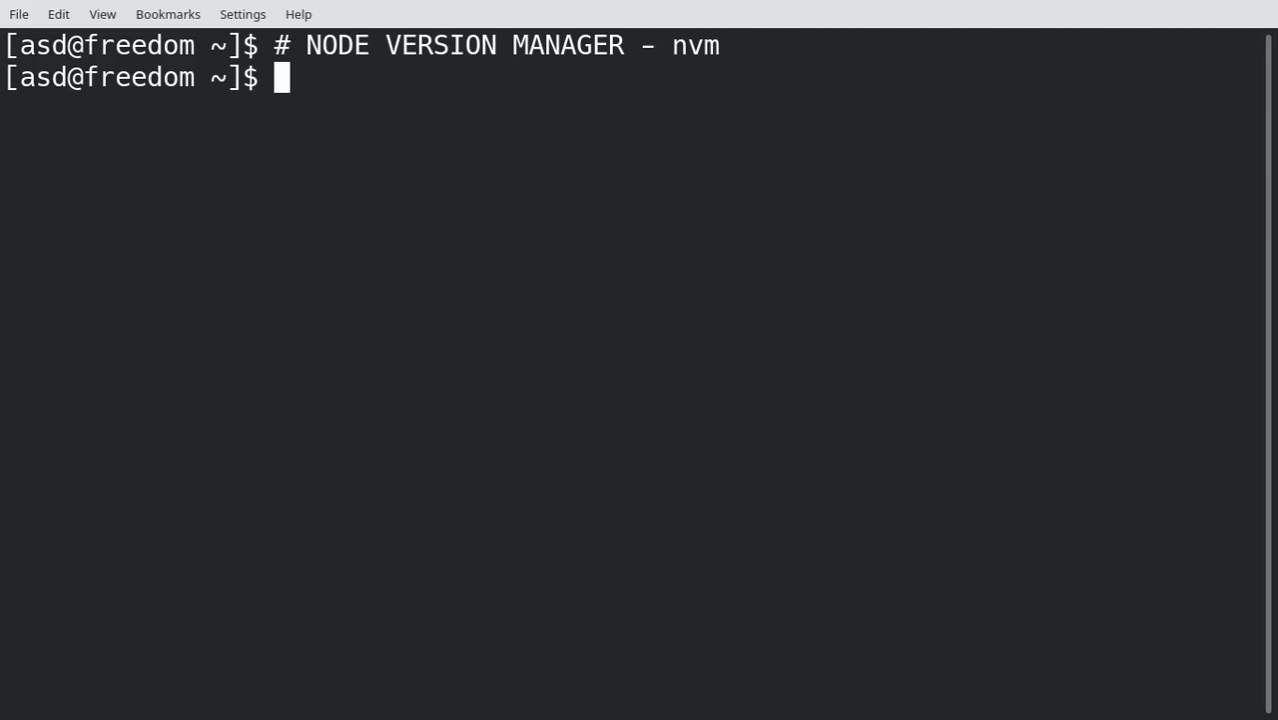 File Edit View Bookmarks Settings Help
[asd@freedom ~]$ # NODE VERSION MANAGER - nvm
[asd@freedom ~]$